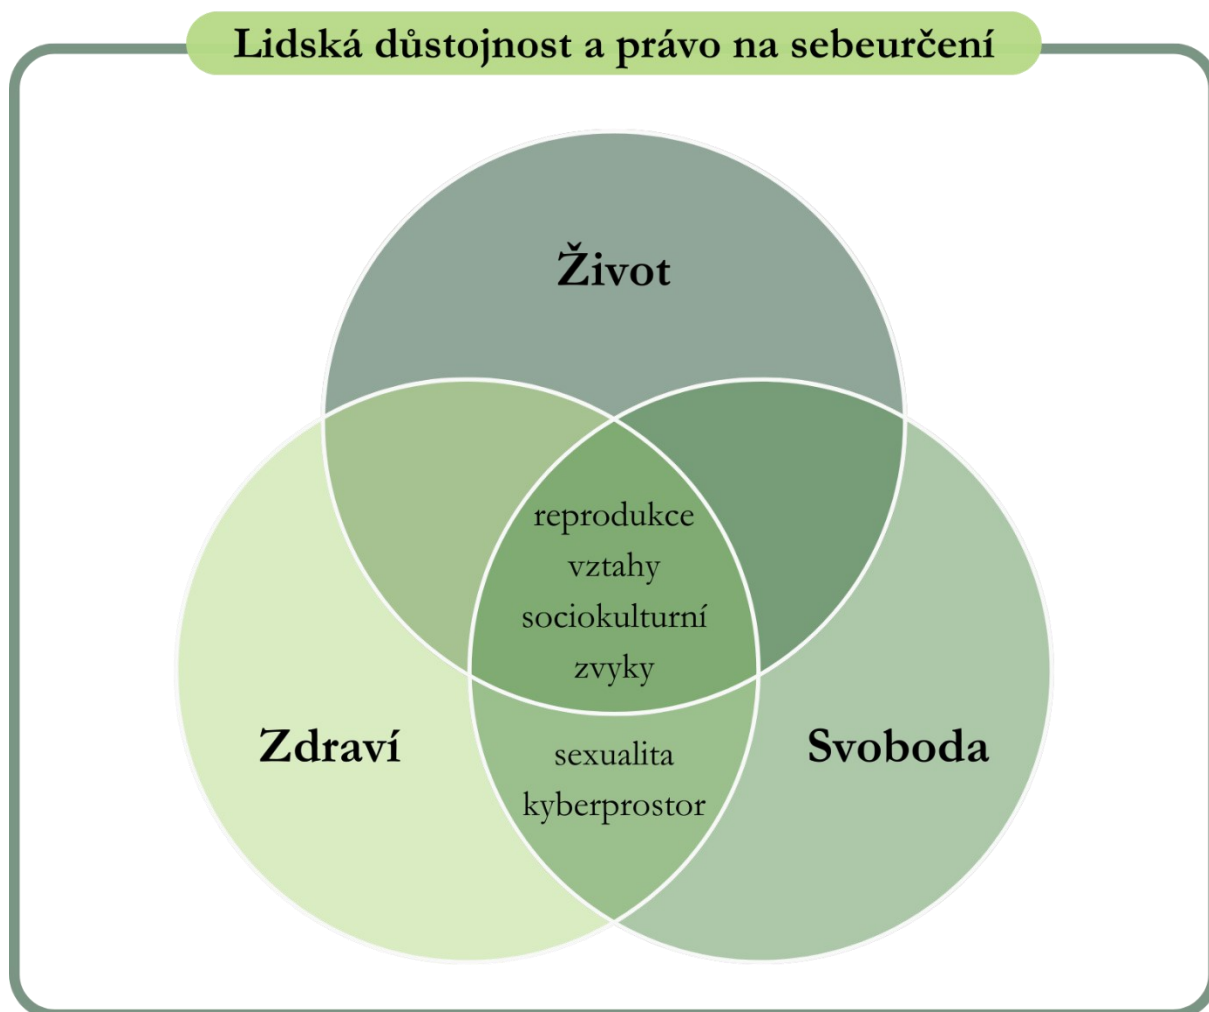 Lidská důstojnost a právo na sebeurčení
Život
reprodukce
vztahy
sociokulturní
zvyky
Zdraví
sexualita
kyberprostor
Svoboda